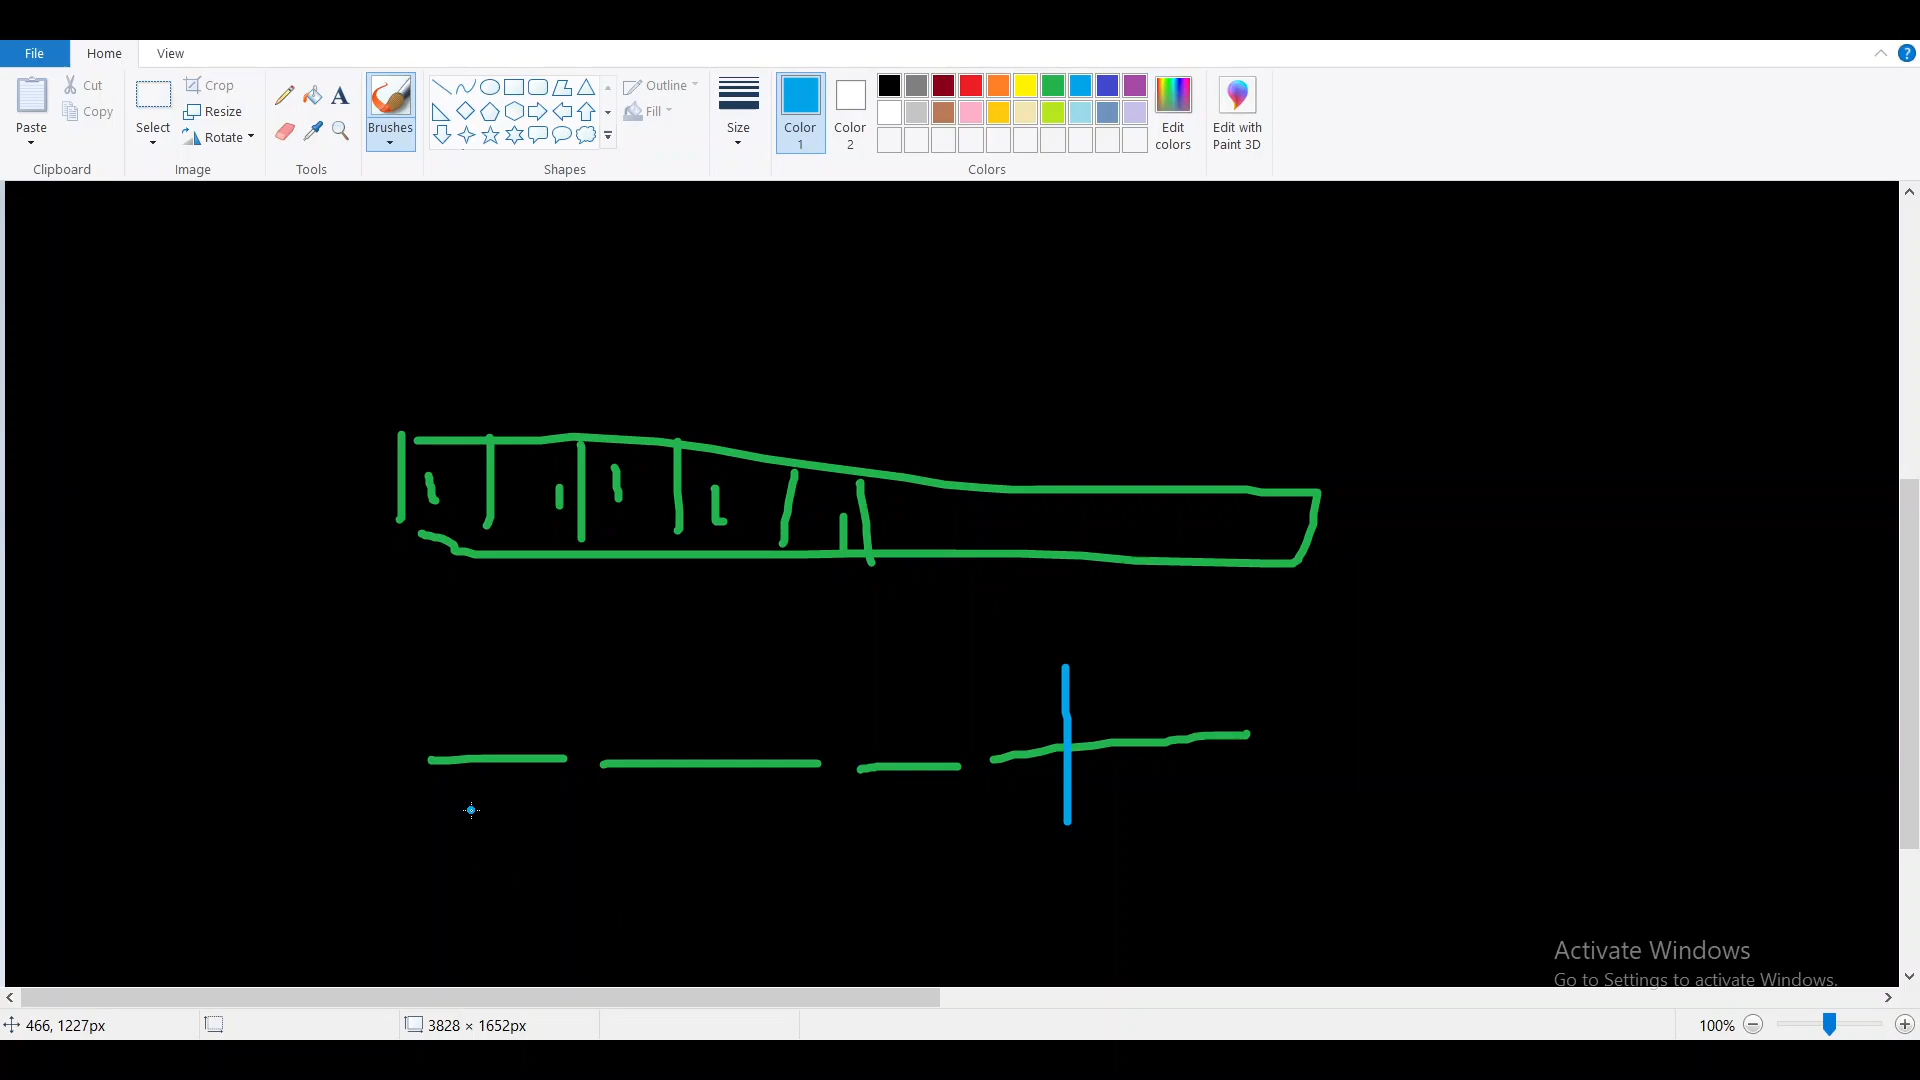 File Home View
Paste
Cut
Copy
Clipboard
Select
Crop
Resize
Rotate
Image
Tools
Brushes
Outline
Fill
Shapes
Size
Color 1
Color 2
Colors
Edit colors
Edit with Paint 3D
Activate Windows
Go to Settings to activate Windows.
466, 1227px
3828 × 1652px
100%